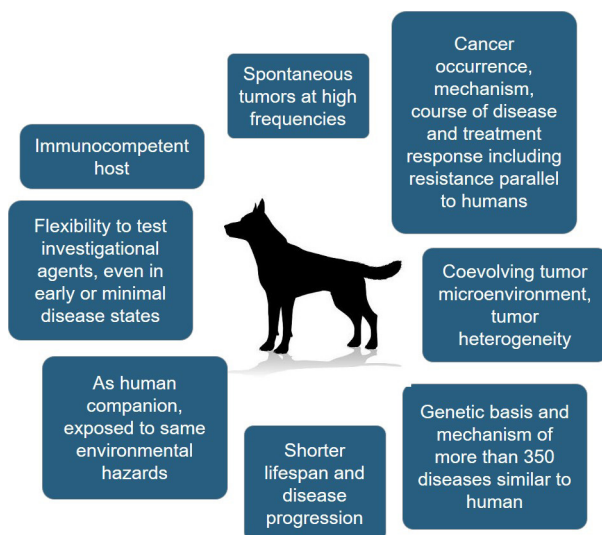 Spontaneous
tumors at high
frequencies
Cancer
occurrence,
mechanism,
course of disease
and treatment
response including
resistance parallel
to humans
Immunocompetent
host
Flexibility to test
investigational
agents, even in
early or minimal
disease states
Coevolving tumor
microenvironment,
tumor
heterogeneity
As human
companion,
exposed to same
environmental
hazards
Genetic basis and
mechanism of
more than 350
diseases similar to
human
Shorter
lifespan and
disease
progression